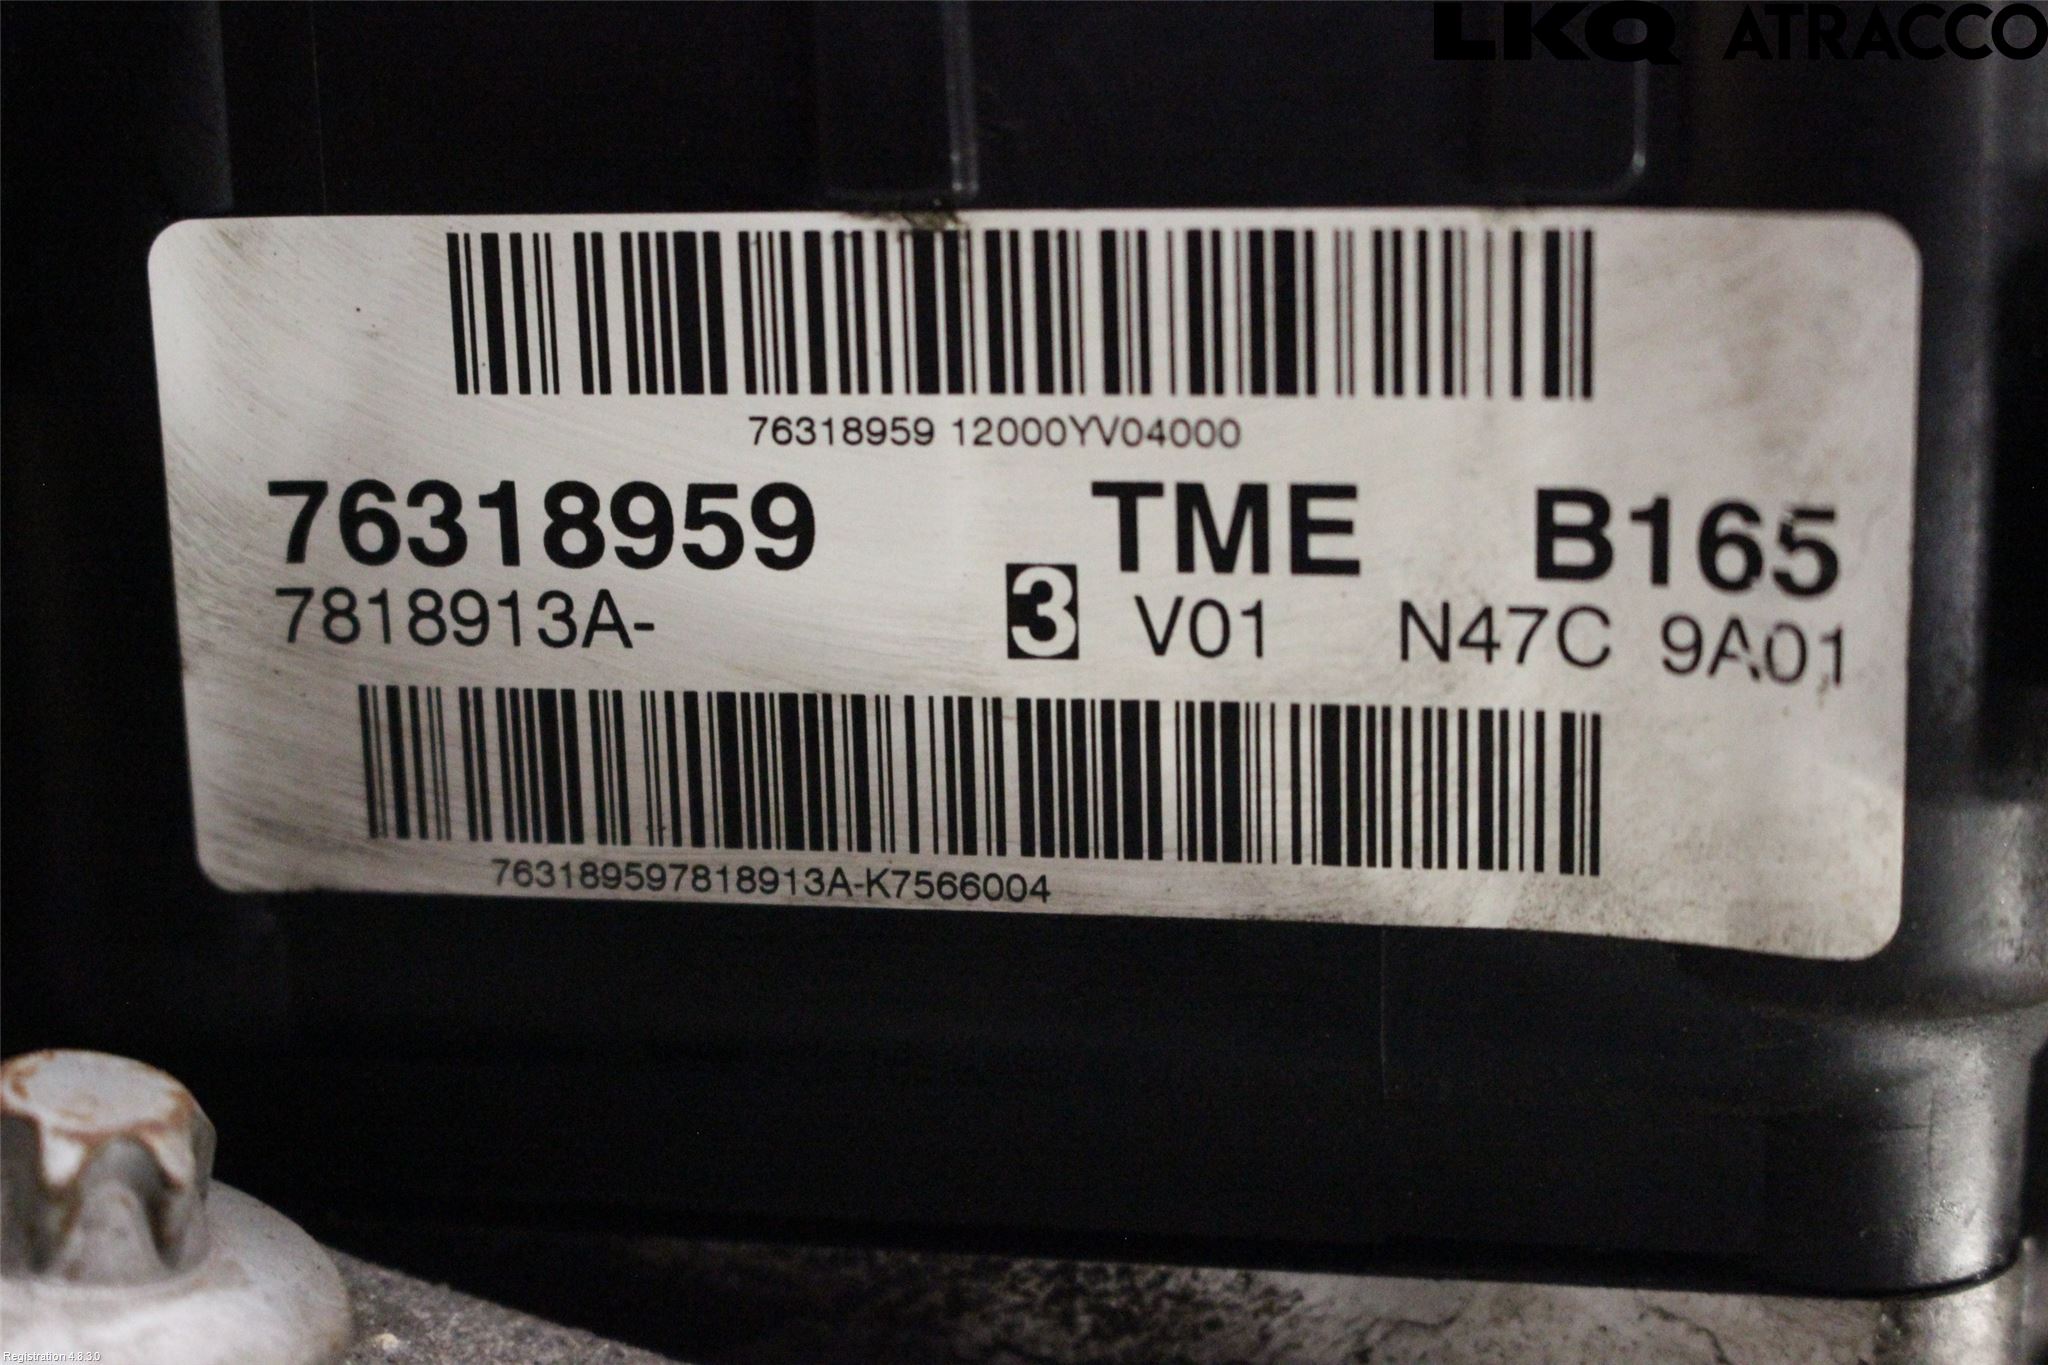 LKQ ATRACCO
76318959 12000YV04000
76318959 TME B165
7818913A- 3 V01 N47C 9A01
763189597818913A-K7566004
Registration 4.8.3.0